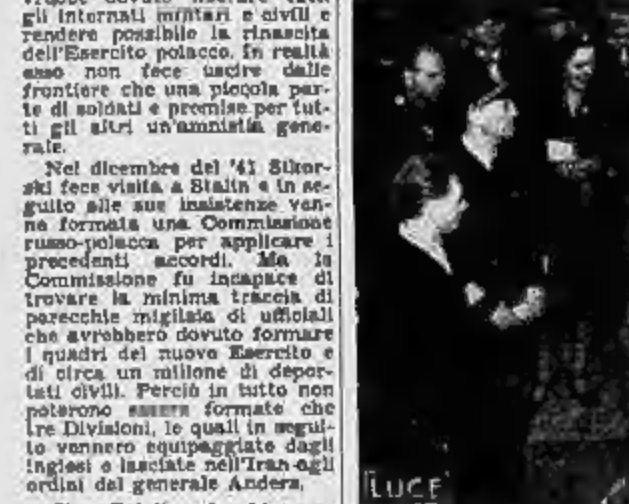 gli internati militari e civili e
rendere possibile la rinascita
dell'Esercito polacco. In realtà
esso non fece uscire dalle
frontiere che una piccola par-
te di soldati e promise per tut-
ti gli altri un'amnistia gene-
rale.
Nel dicembre del '41 Sikor-
ski fece visita a Stalin e in se-
guito alle sue insistenze ven-
ne formata una Commissione
russo-polacca per applicare i
precedenti accordi. Ma la
Commissione fu incapace di
trovare la minima traccia di
parecchie migliaia di ufficiali
che avrebbero dovuto formare
i quadri del nuovo Esercito e
di circa un milione di depor-
tati civili. Perciò in tutto non
poterono essere formate che
tre Divisioni, le quali in segui-
to vennero equipaggiate dagli
inglesi e lasciate nell'Iran agli
ordini del generale Anders.
LUCE